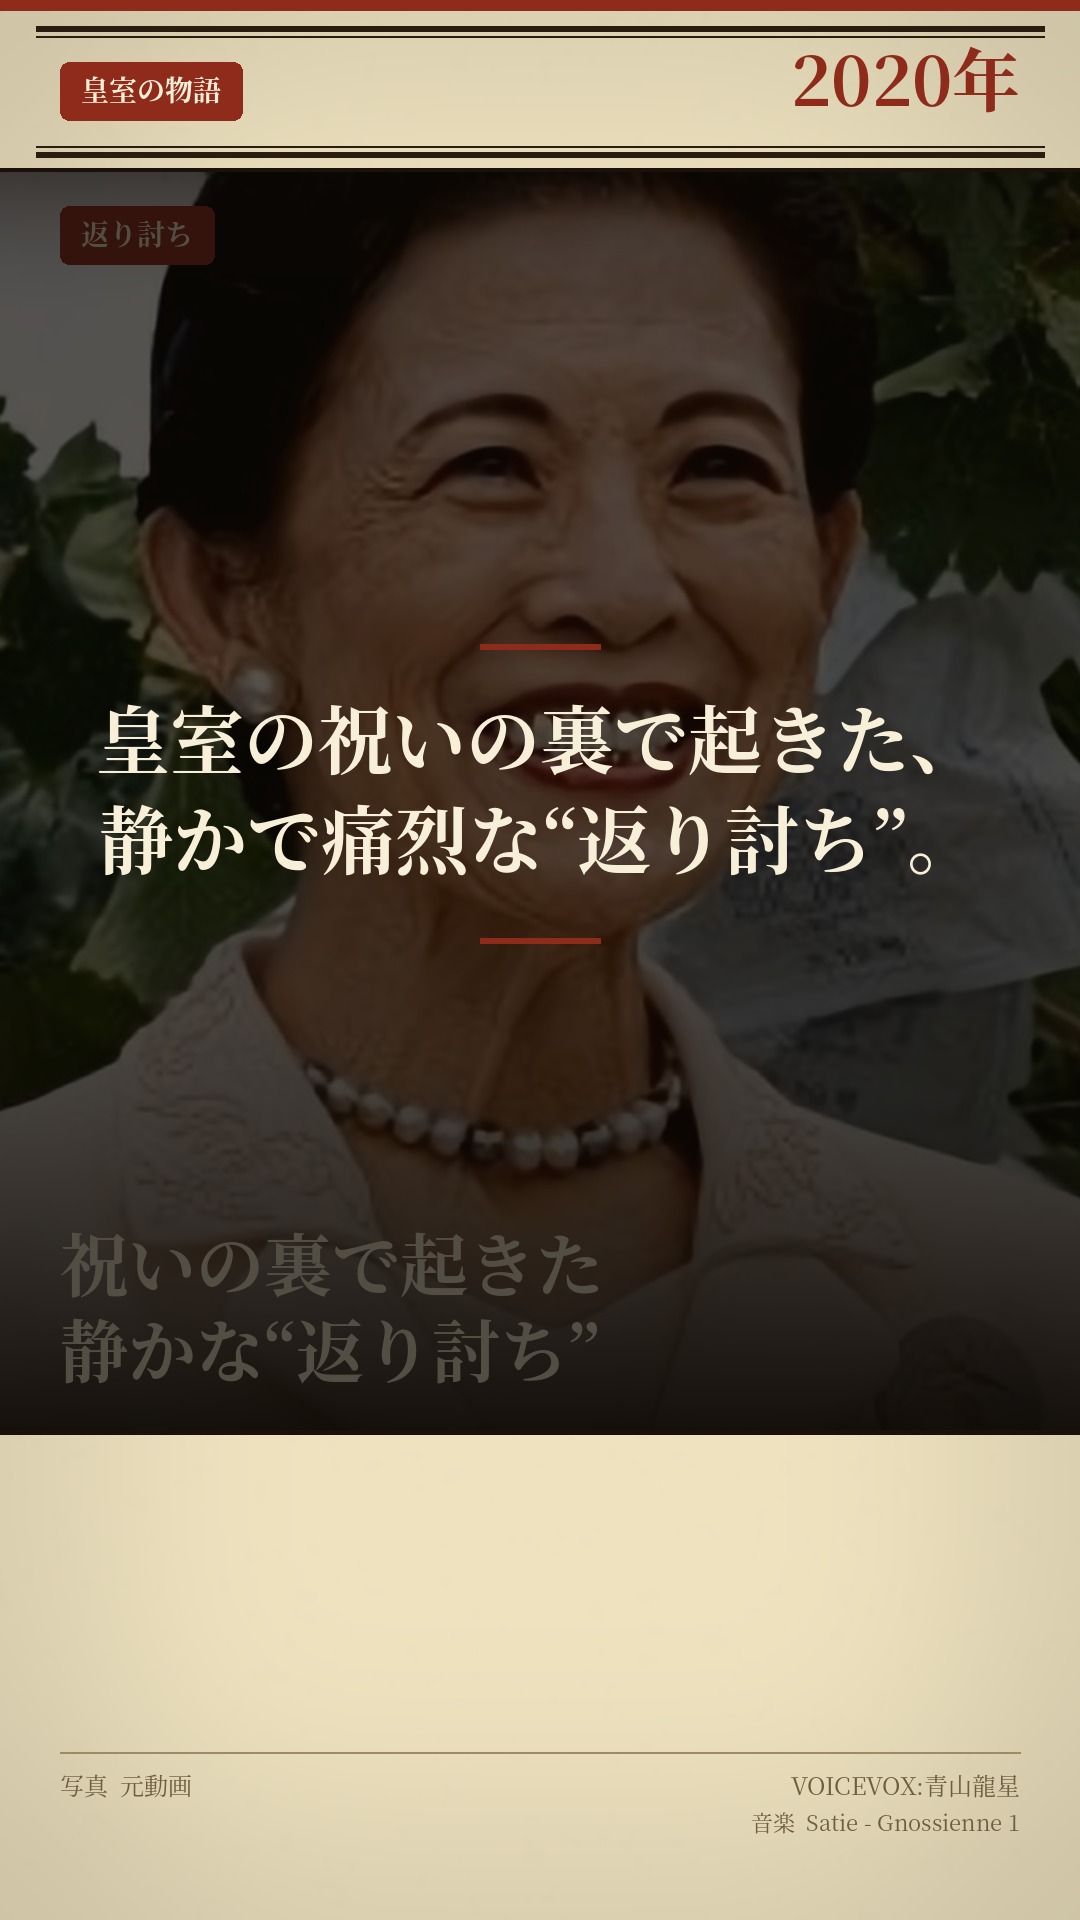 皇室の物語
2020年
返り討ち
皇室の祝いの裏で起きた、
静かで痛烈な“返り討ち”。
祝いの裏で起きた
静かな“返り討ち”
写真 元動画
VOICEVOX:青山龍星
音楽 Satie - Gnossienne 1